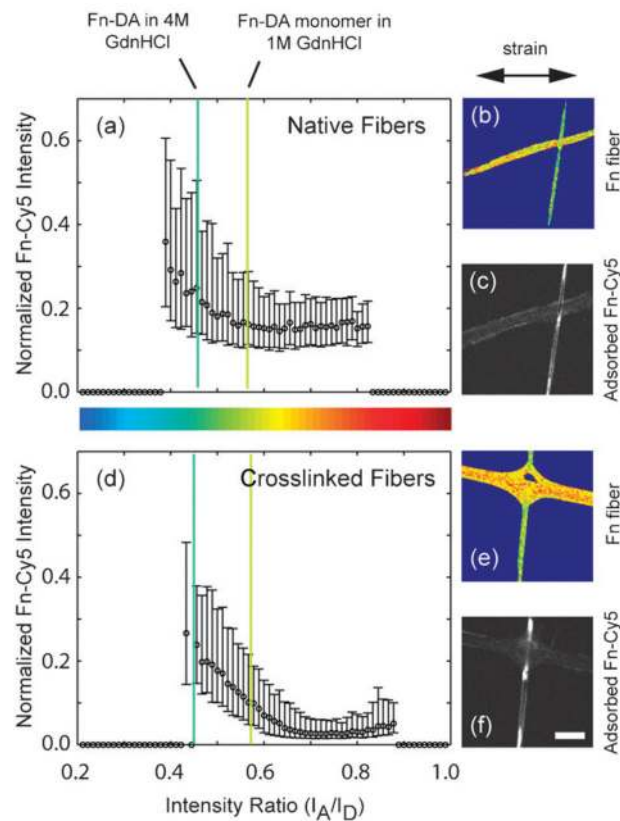 Fn-DA in 4M
GdnHCl
Fn-DA monomer in
1M GdnHCl
strain
(a)
Native Fibers
Normalized Fn-Cy5 Intensity
0.6
0.4
0.2
0.0
(b)
Fn fiber
(c)
Adsorbed Fn-Cy5
(d)
Crosslinked Fibers
Normalized Fn-Cy5 Intensity
0.6
0.4
0.2
0.0
0.2
0.4
0.6
0.8
1.0
Intensity Ratio (I_A/I_D)
(e)
Fn fiber
(f)
Adsorbed Fn-Cy5